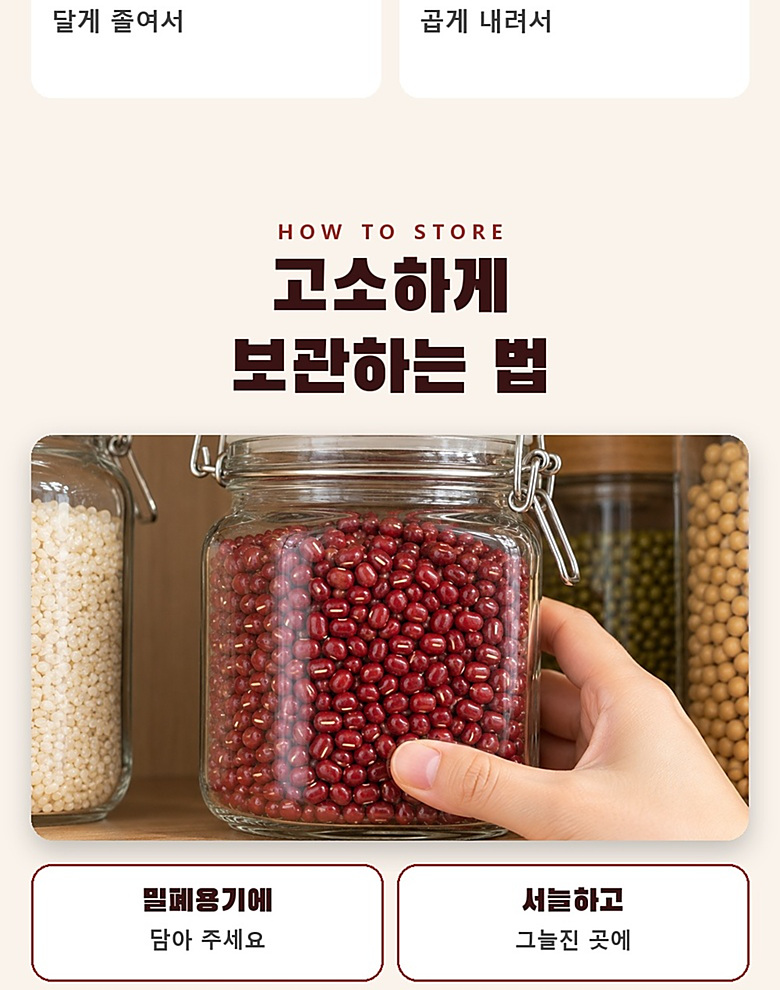 달게 졸여서
곱게 내려서
HOW TO STORE
고소하게
보관하는 법
밀폐용기에
담아 주세요
서늘하고
그늘진 곳에